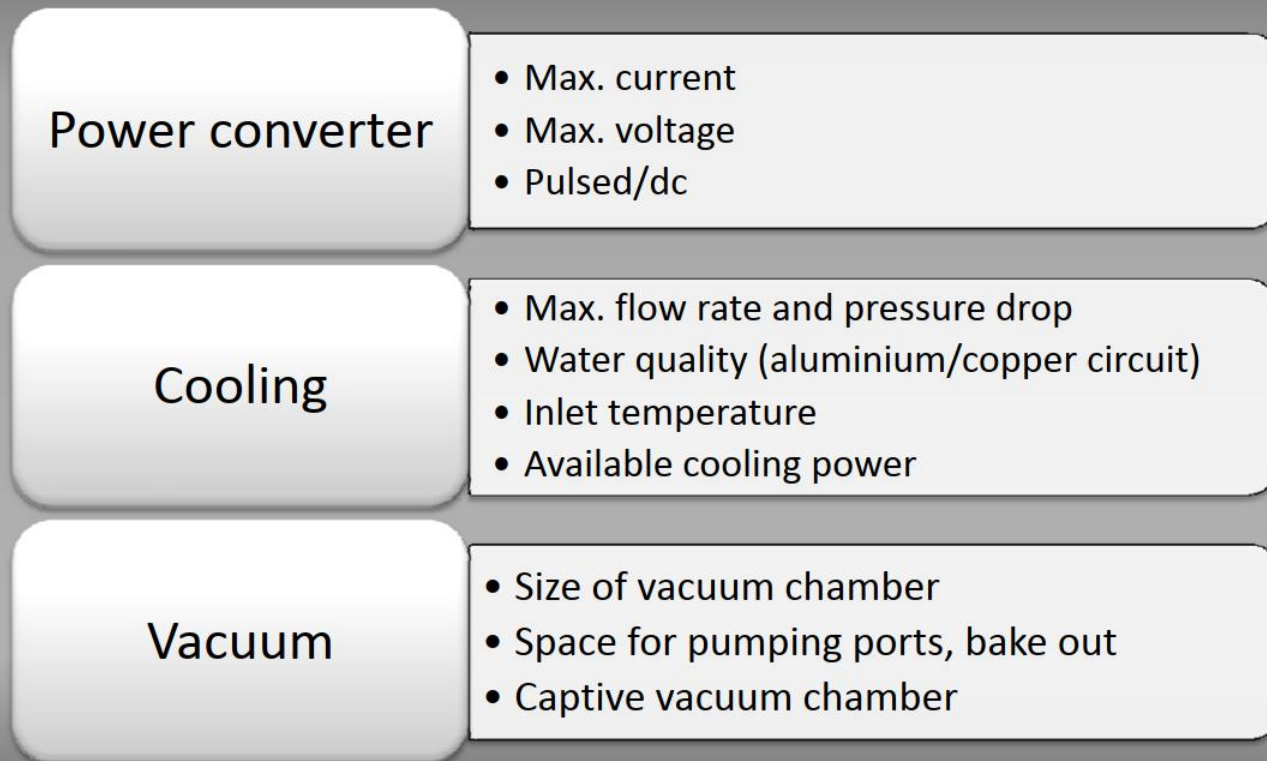 Power converter
• Max. current
• Max. voltage
• Pulsed/dc
Cooling
• Max. flow rate and pressure drop
• Water quality (aluminium/copper circuit)
• Inlet temperature
• Available cooling power
Vacuum
• Size of vacuum chamber
• Space for pumping ports, bake out
• Captive vacuum chamber